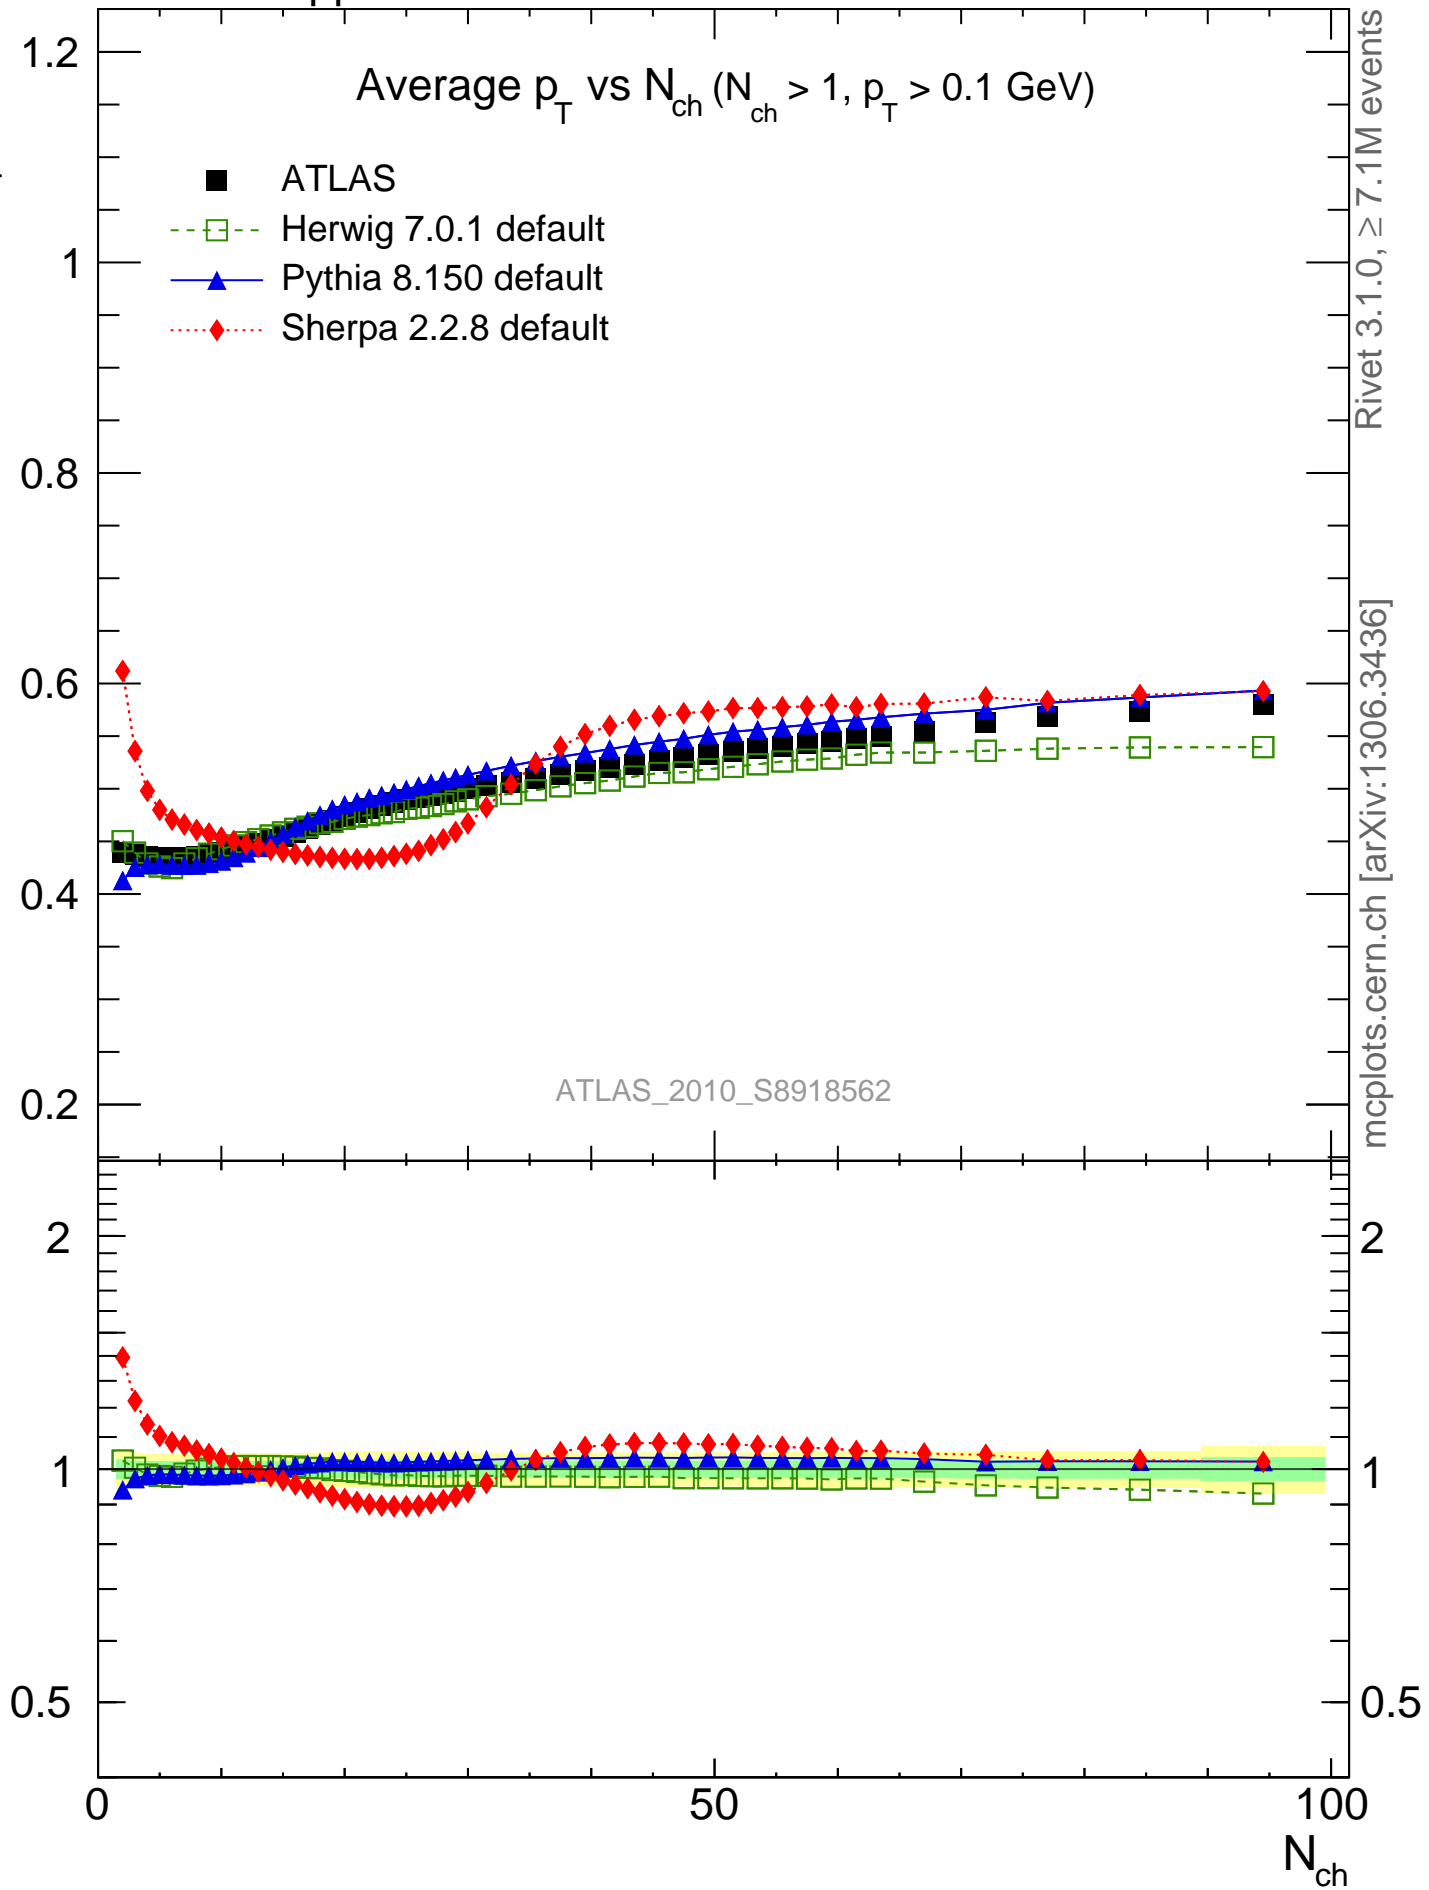 Average p_T vs N_ch (N_ch > 1, p_T > 0.1 GeV)
ATLAS
Herwig 7.0.1 default
Pythia 8.150 default
Sherpa 2.2.8 default
1.2
1
0.8
0.6
0.4
0.2
ATLAS_2010_S8918562
Rivet 3.1.0, ≥ 7.1M events
mcplots.cern.ch [arXiv:1306.3436]
2
1
0.5
2
1
0.5
0
50
100
N_ch